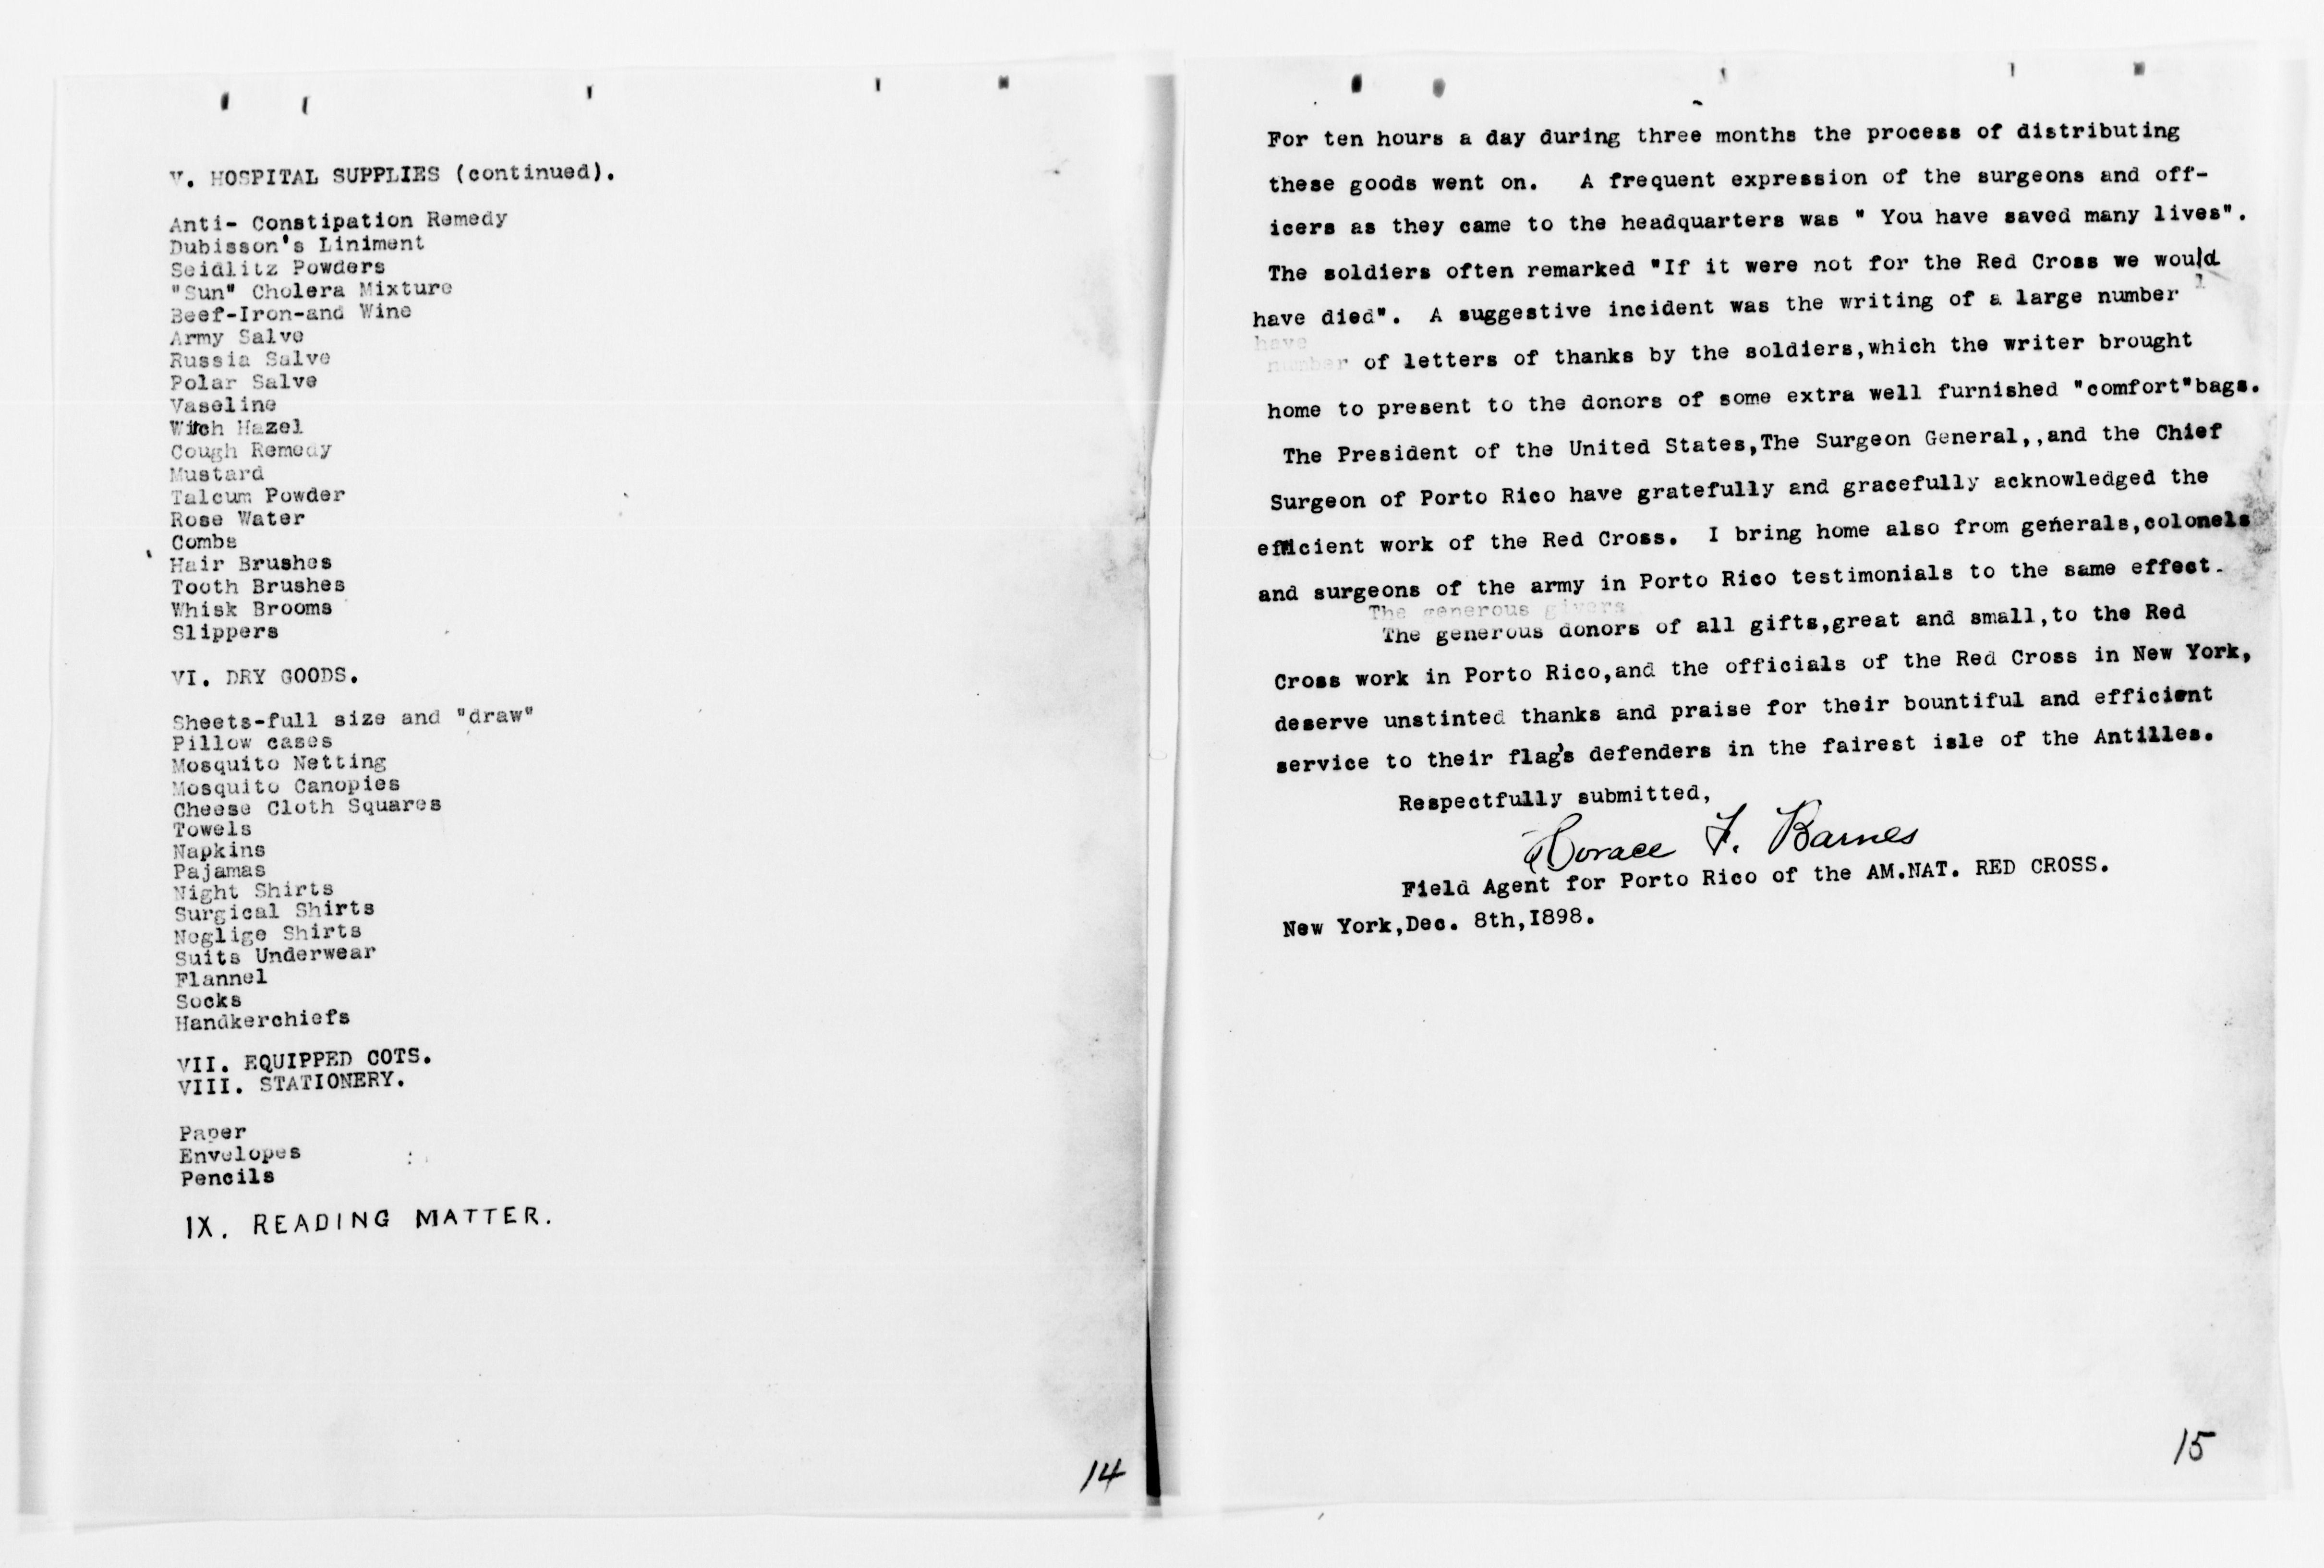 V. HOSPITAL SUPPLIES (continued).
Anti- Constipation Remedy
Dubisson's Liniment
Seidlitz Powders
"Sun" Cholera Mixture
Beef-Iron-and Wine
Army Salve
Russia Salve
Polar Salve
Vaseline
Witch Hazel
Cough Remedy
Mustard
Talcum Powder
Rose Water
Combs
Hair Brushes
Tooth Brushes
Whisk Brooms
Slippers
VI. DRY GOODS.
Sheets-full size and "draw"
Pillow cases
Mosquito Netting
Mosquito Canopies
Cheese Cloth Squares
Towels
Napkins
Pajamas
Night Shirts
Surgical Shirts
Neglige Shirts
Suits Underwear
Flannel
Socks
Handkerchiefs
VII. EQUIPPED COTS.
VIII. STATIONERY.
Paper
Envelopes
Pencils
IX. READING MATTER.
14
For ten hours a day during three months the process of distributing
these goods went on. A frequent expression of the surgeons and off-
icers as they came to the headquarters was " You have saved many lives".
The soldiers often remarked "If it were not for the Red Cross we would
have died". A suggestive incident was the writing of a large number
have
number of letters of thanks by the soldiers,which the writer brought
home to present to the donors of some extra well furnished "comfort"bags.
The President of the United States,The Surgeon General,,and the Chief
Surgeon of Porto Rico have gratefully and gracefully acknowledged the
efficient work of the Red Cross. I bring home also from generals,colonels
and surgeons of the army in Porto Rico testimonials to the same effect.
The generous givers
The generous donors of all gifts,great and small,to the Red
Cross work in Porto Rico,and the officials of the Red Cross in New York,
deserve unstinted thanks and praise for their bountiful and efficient
service to their flag's defenders in the fairest isle of the Antilles.
Respectfully submitted,
Horace F. Barnes
Field Agent for Porto Rico of the AM.NAT. RED CROSS.
New York,Dec. 8th,I898.
15